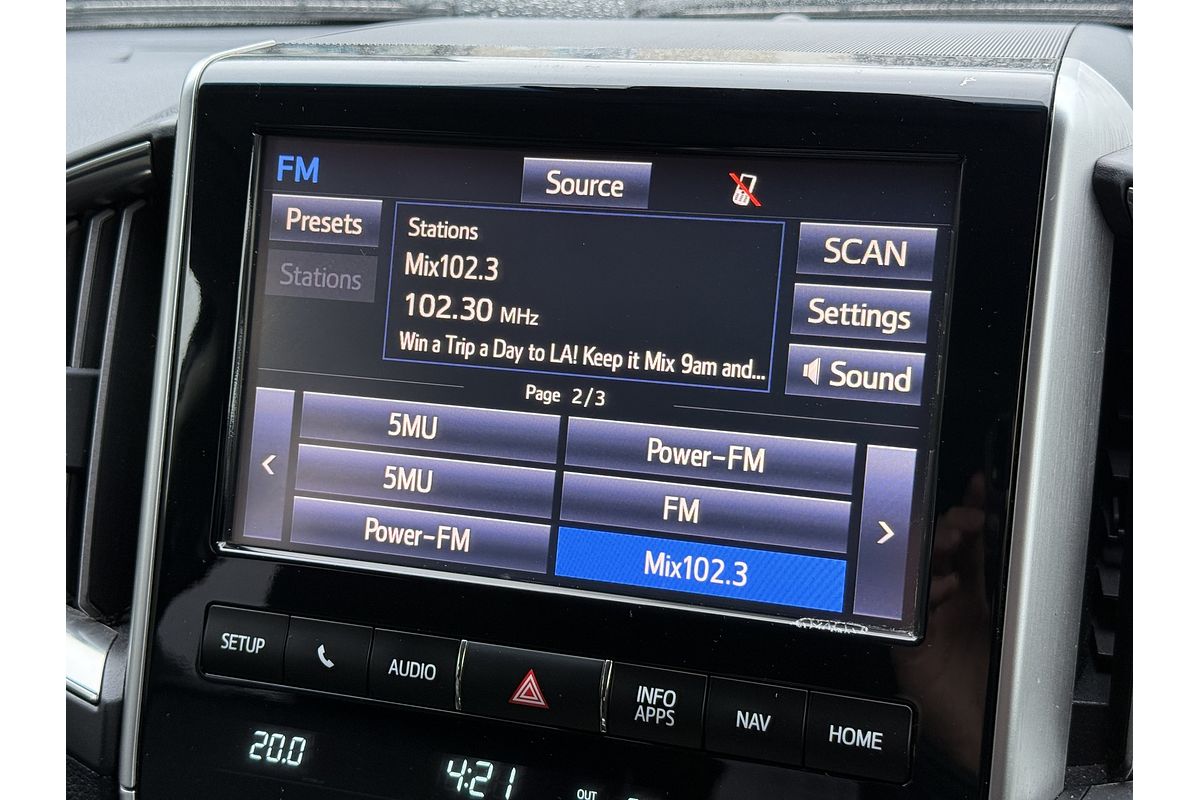 FM
Source
Presets
Stations
Stations
Mix102.3
102.30 MHz
Win a Trip a Day to LA! Keep it Mix 9am and...
SCAN
Settings
Sound
Page 2/3
5MU
Power-FM
<
5MU
FM
>
Power-FM
Mix102.3
SETUP
AUDIO
INFO
APPS
NAV
HOME
20.0
4:21
OUT